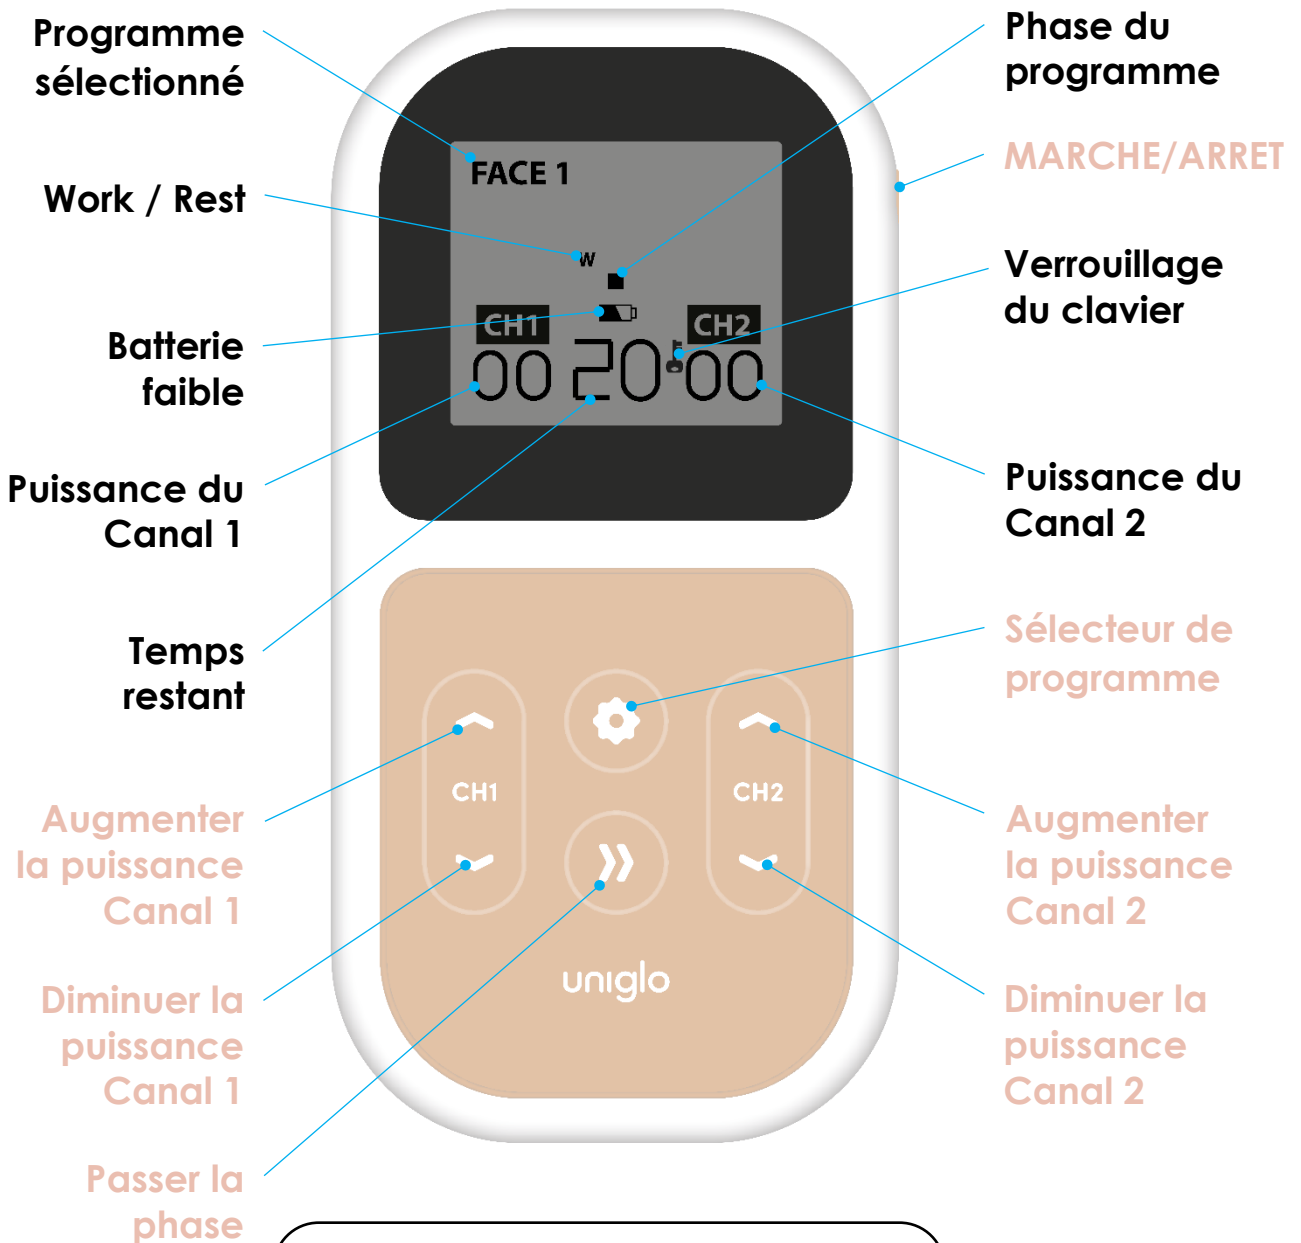 Programme
sélectionné
Work / Rest
Batterie
faible
Puissance du
Canal 1
Temps
restant
Augmenter
la puissance
Canal 1
Diminuer la
puissance
Canal 1
Passer la
phase
FACE 1
W
CH1
CH2
00
20
00
CH1
CH2
uniglo
Phase du
programme
MARCHE/ARRET
Verrouillage
du clavier
Puissance du
Canal 2
Sélecteur de
programme
Augmenter
la puissance
Canal 2
Diminuer la
puissance
Canal 2